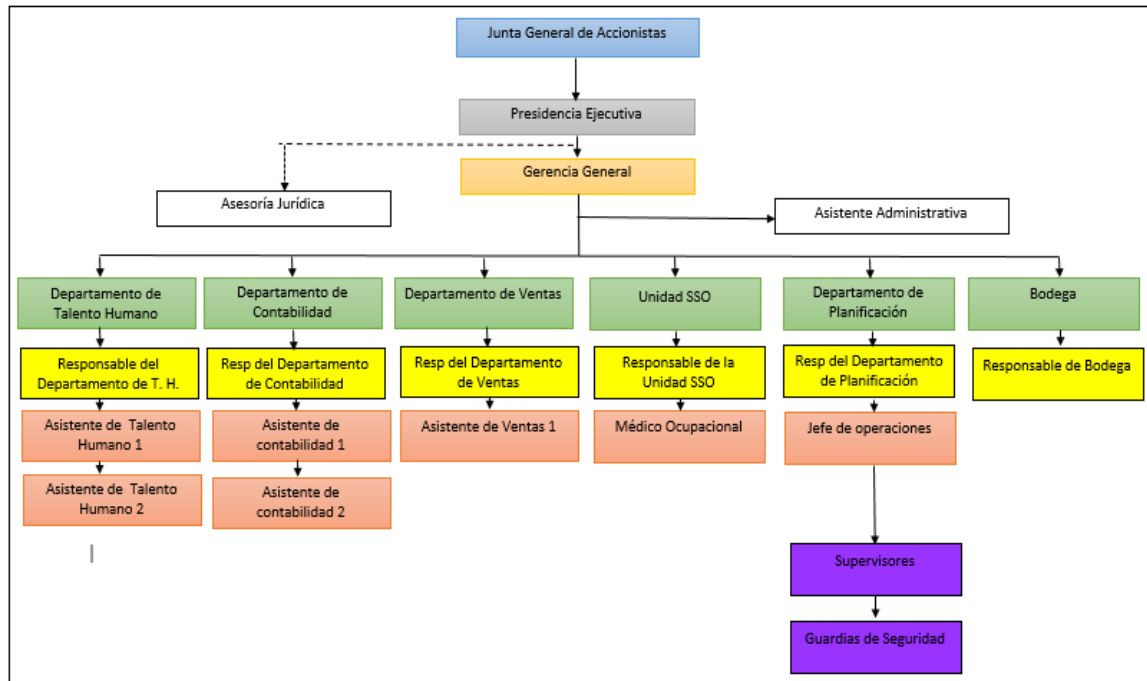 Junta General de Accionistas
Presidencia Ejecutiva
Gerencia General
Asesoría Jurídica
Asistente Administrativa
Departamento de
Talento Humano
Departamento de
Contabilidad
Departamento de Ventas
Unidad SSO
Departamento de
Planificación
Bodega
Responsable del
Departamento de T. H.
Resp del Departamento
de Contabilidad
Resp del Departamento
de Ventas
Responsable de la
Unidad SSO
Resp del Departamento
de Planificación
Responsable de Bodega
Asistente de Talento
Humano 1
Asistente de
contabilidad 1
Asistente de Ventas 1
Médico Ocupacional
Jefe de operaciones
Asistente de Talento
Humano 2
Asistente de
contabilidad 2
Supervisores
Guardias de Seguridad